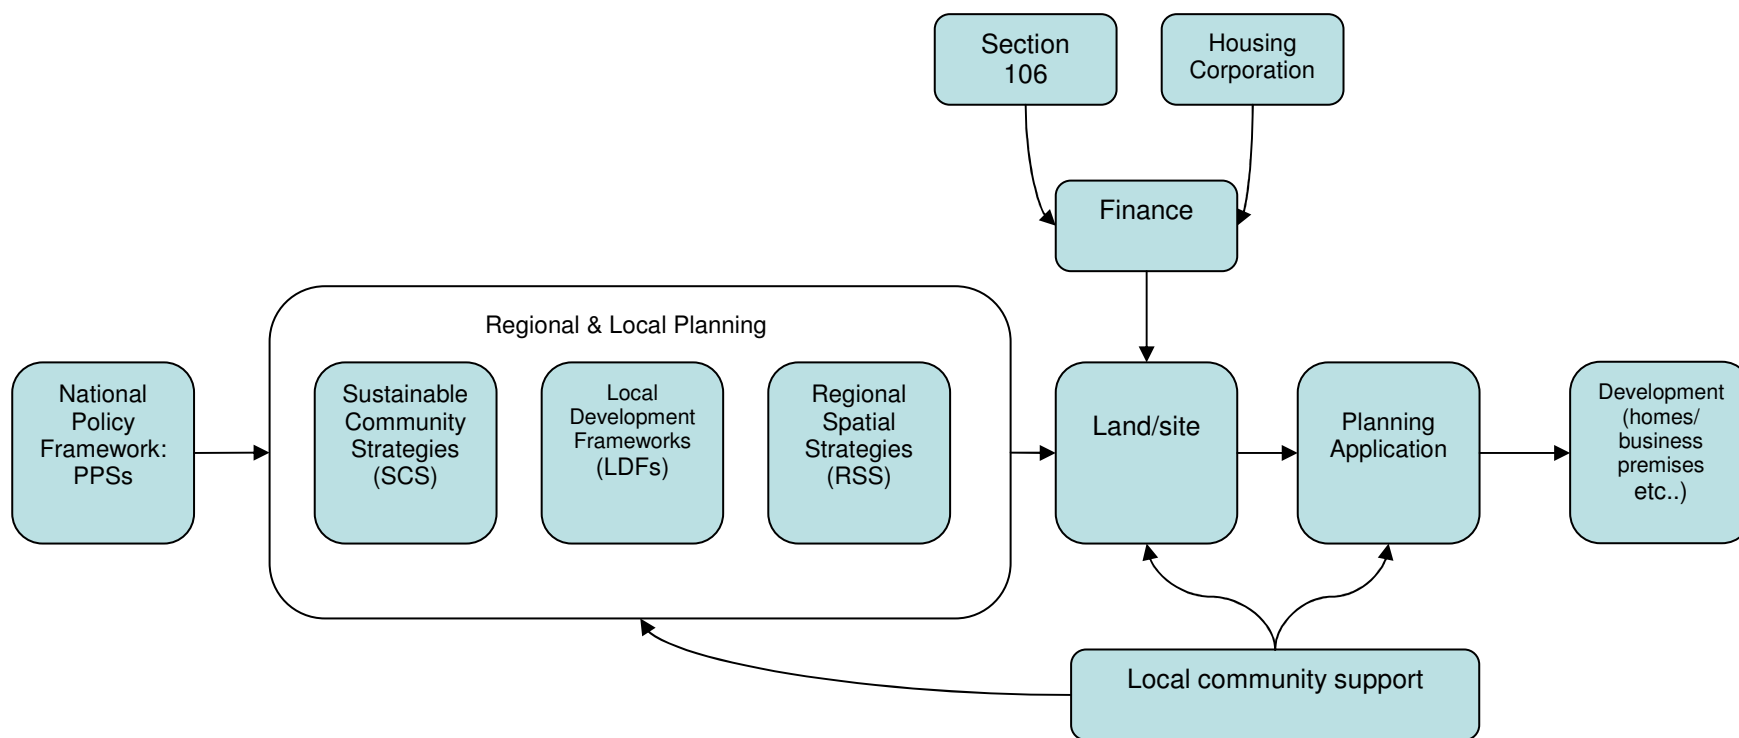 Section
106
Housing
Corporation
Finance
Regional & Local Planning
National
Policy
Framework:
PPSs
Sustainable
Community
Strategies
(SCS)
Local
Development
Frameworks
(LDFs)
Regional
Spatial
Strategies
(RSS)
Land/site
Planning
Application
Development
(homes/
business
premises
etc..)
Local community support